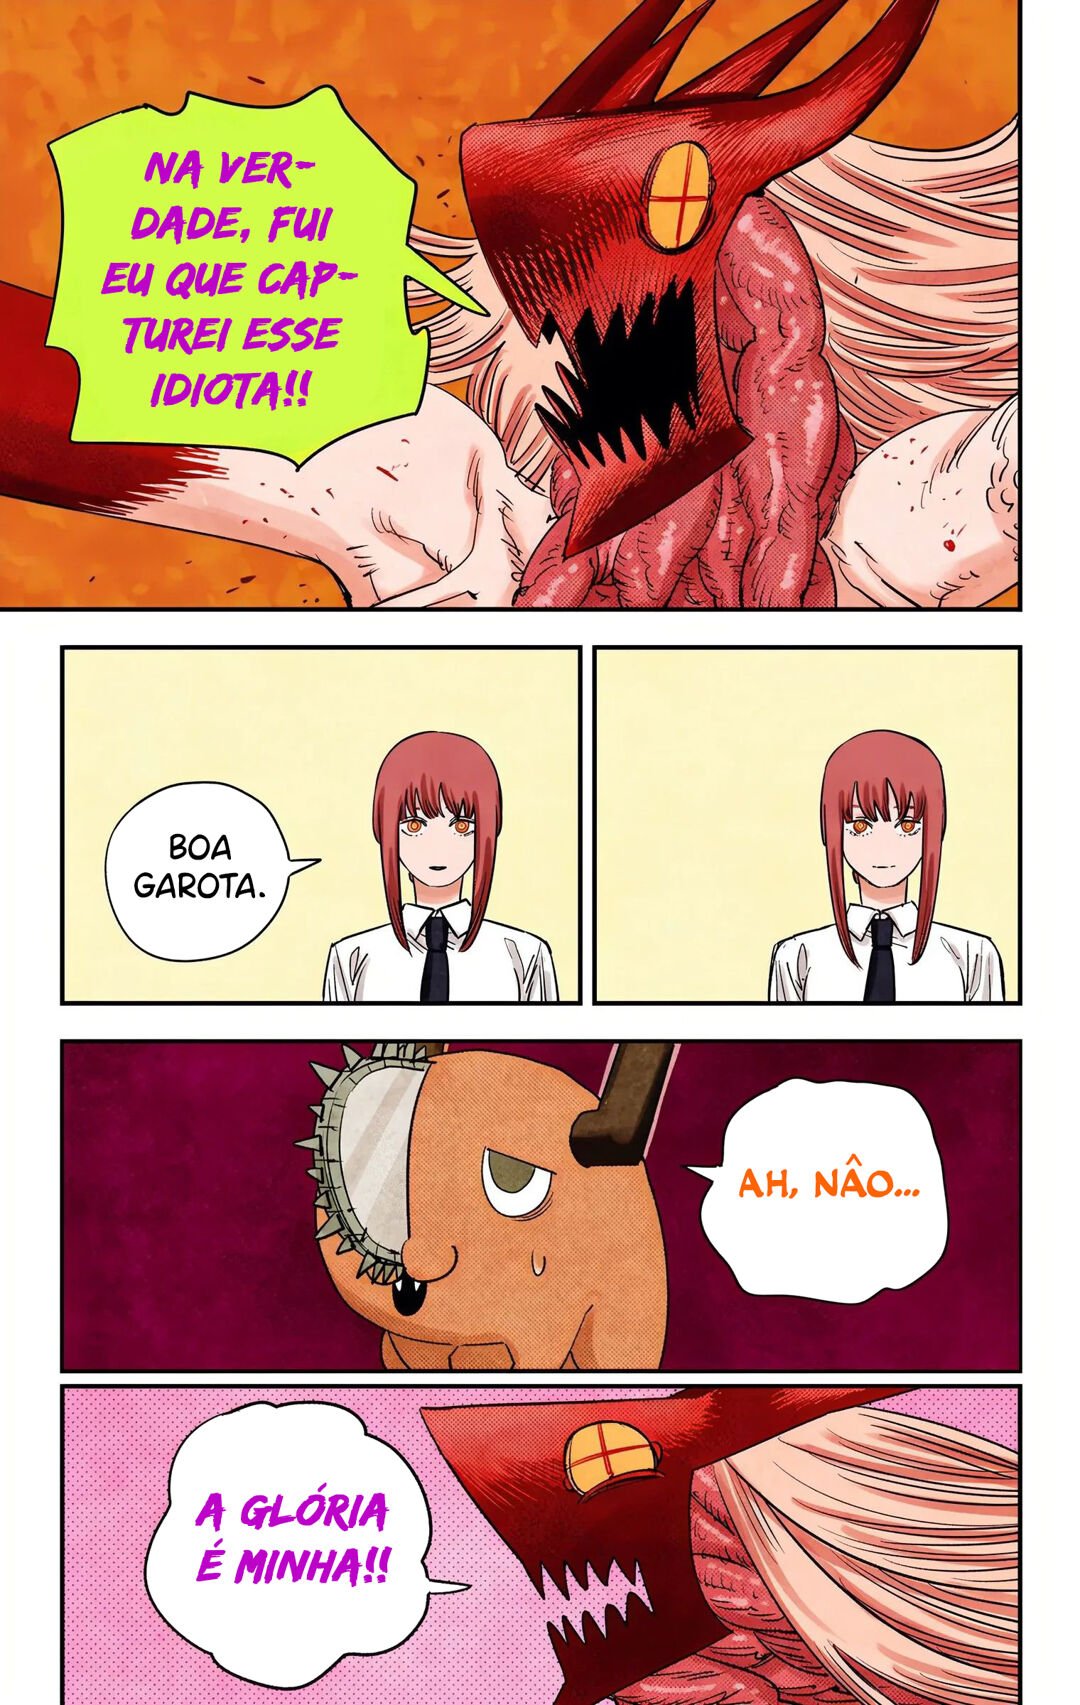 NA VER-
DADE, FUI
EU QUE CAP-
TUREI ESSE
IDIOTA!!
BOA
GAROTA.
AH, NÂO...
A GLÓRIA
É MINHA!!